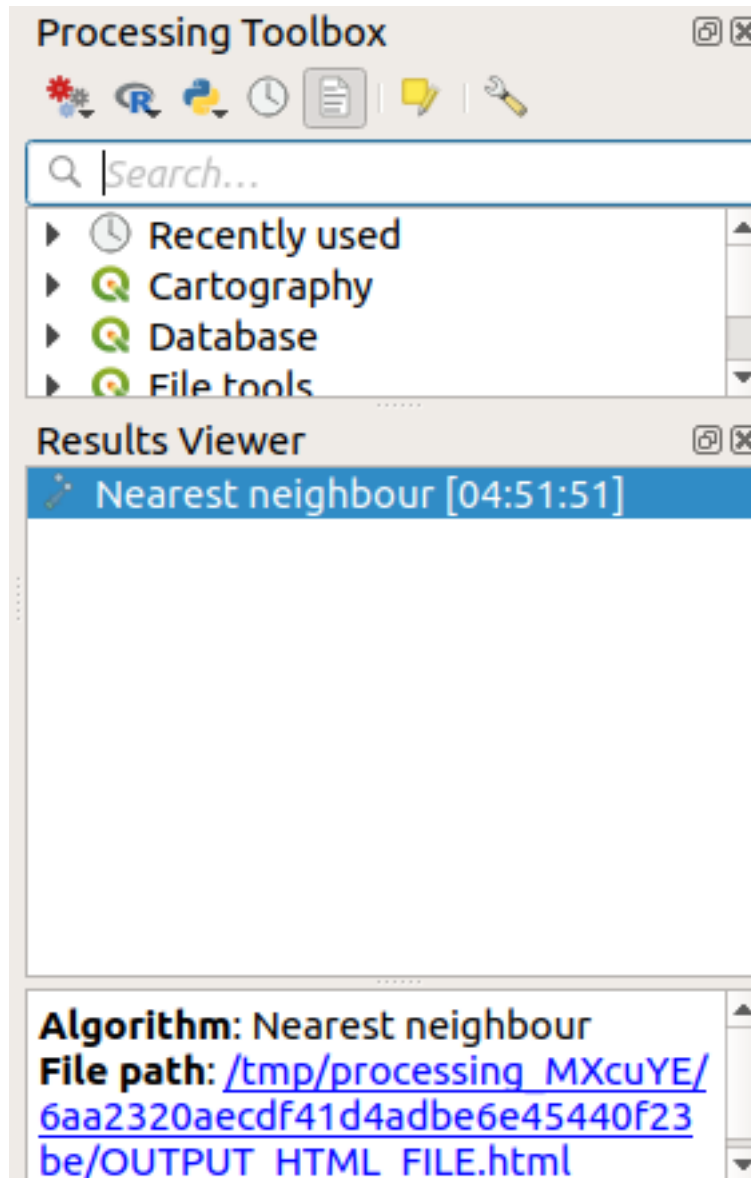 Processing Toolbox
Search...
Recently used
Cartography
Database
File tools
Results Viewer
Nearest neighbour [04:51:51]
Algorithm: Nearest neighbour
File path: /tmp/processing_MXcuYE/
6aa2320aecdf41d4adbe6e45440f23
be/OUTPUT_HTML_FILE.html